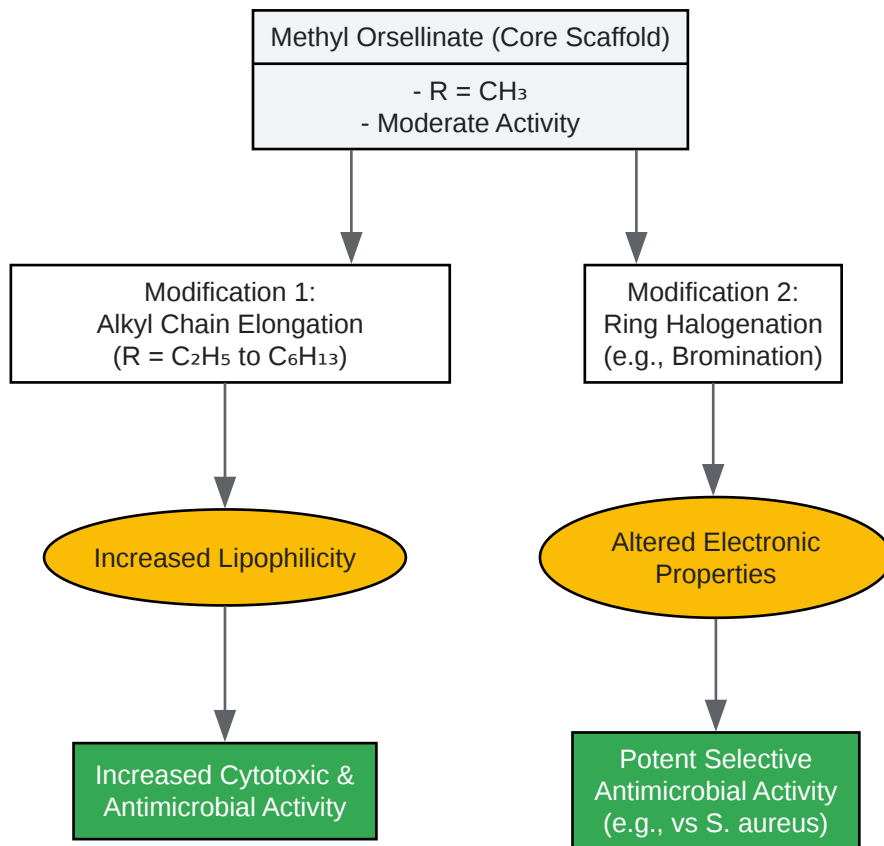 Methyl Orsellinate (Core Scaffold)
- R = CH₃
- Moderate Activity
Modification 1:
Alkyl Chain Elongation
(R = C₂H₅ to C₆H₁₃)
Modification 2:
Ring Halogenation
(e.g., Bromination)
Increased Lipophilicity
Altered Electronic
Properties
Increased Cytotoxic &
Antimicrobial Activity
Potent Selective
Antimicrobial Activity
(e.g., vs S. aureus)